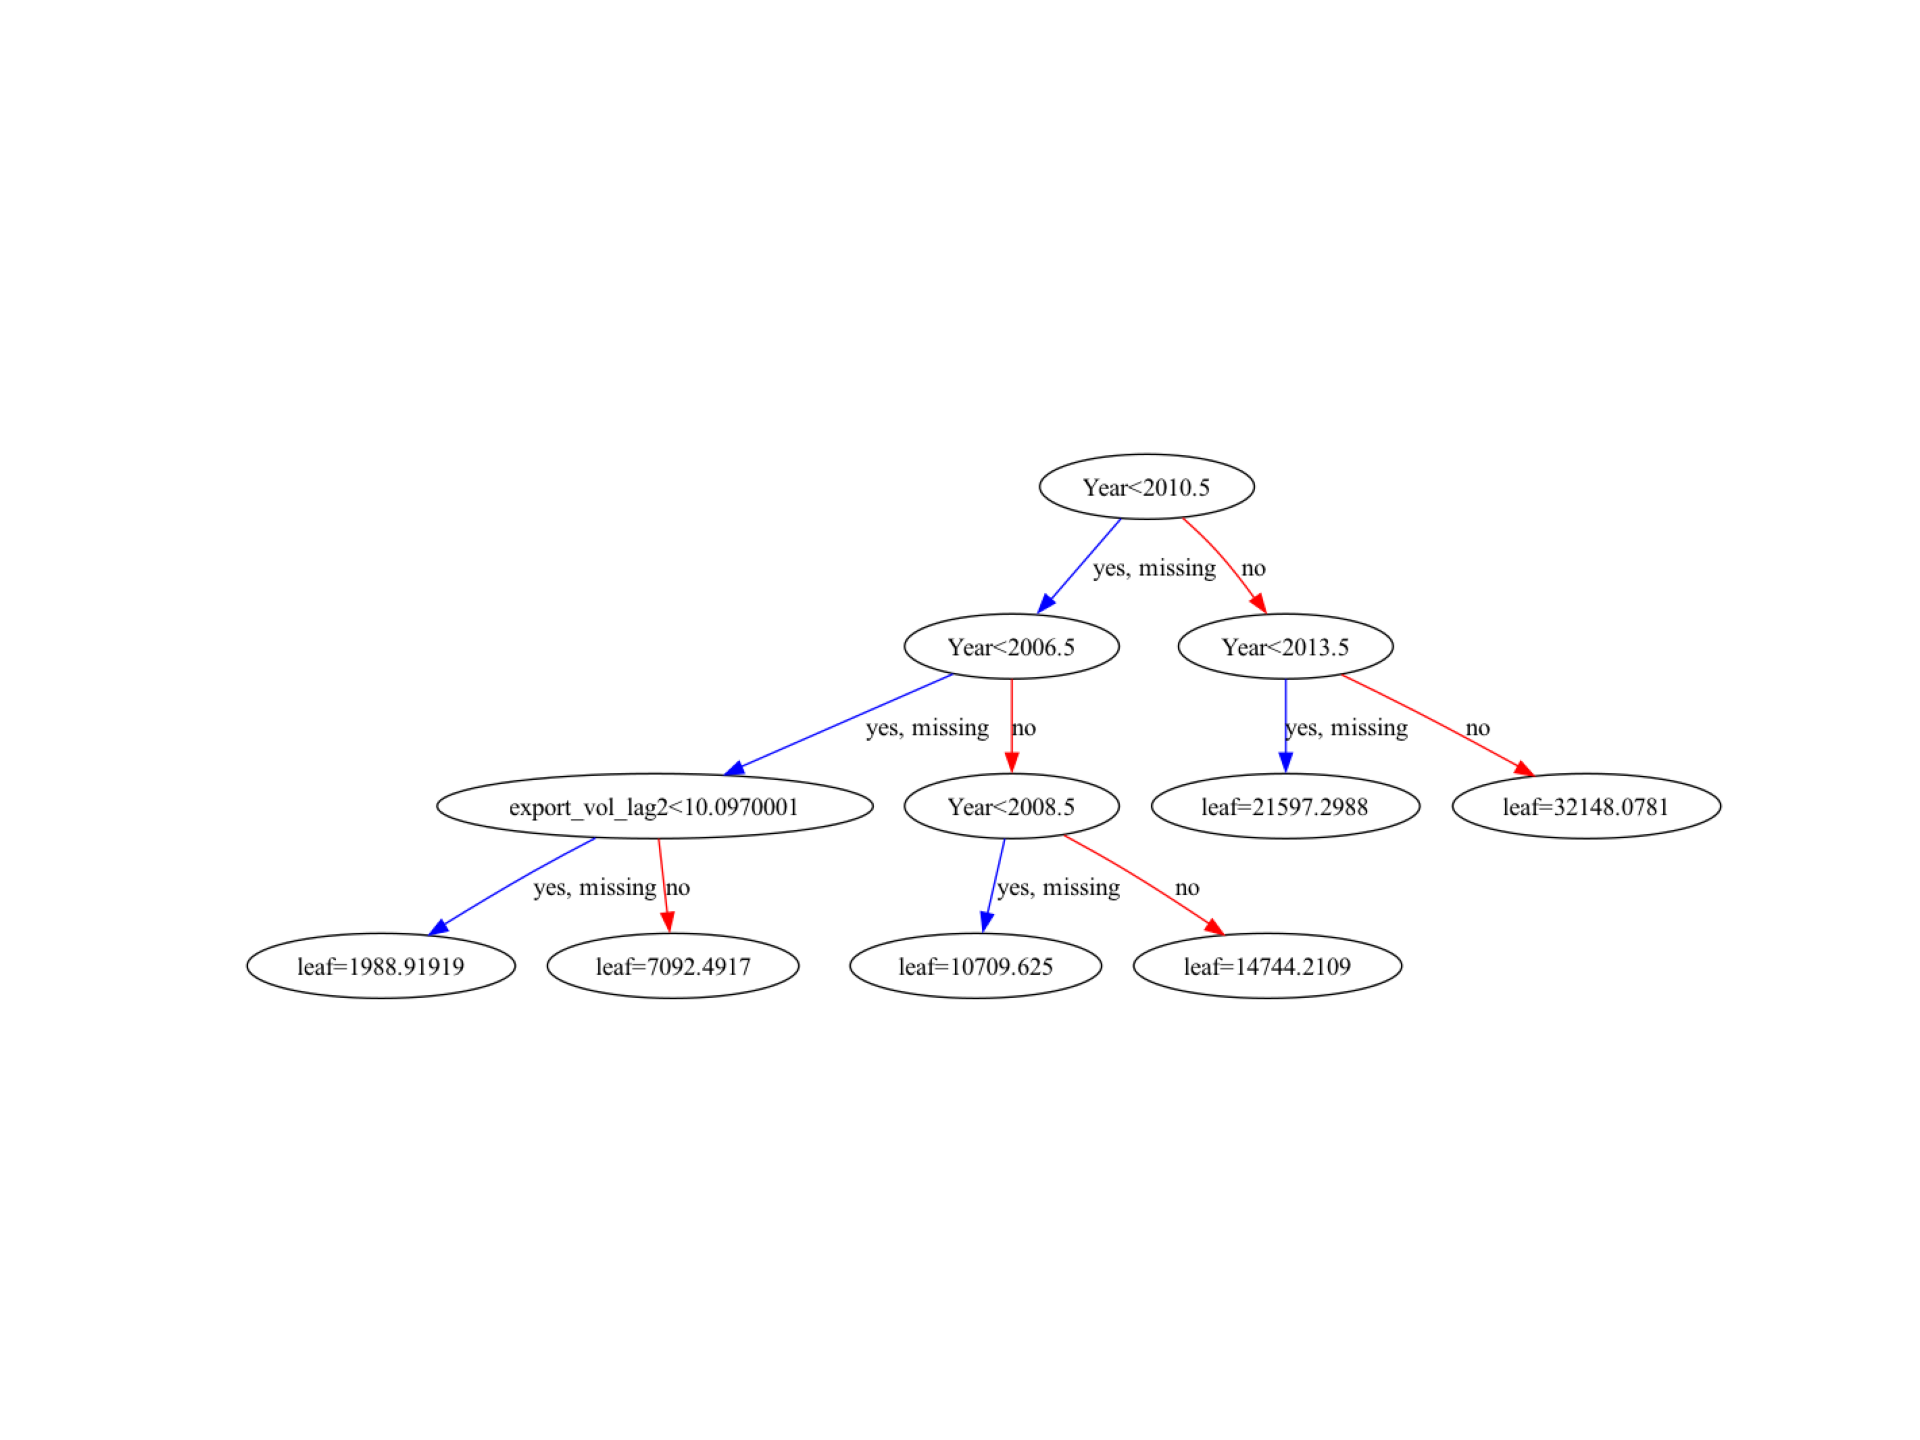 Year<2010.5
yes, missing
no
Year<2006.5
Year<2013.5
yes, missing
no
yes, missing
no
export_vol_lag2<10.0970001
Year<2008.5
leaf=21597.2988
leaf=32148.0781
yes, missing
no
yes, missing
no
leaf=1988.91919
leaf=7092.4917
leaf=10709.625
leaf=14744.2109